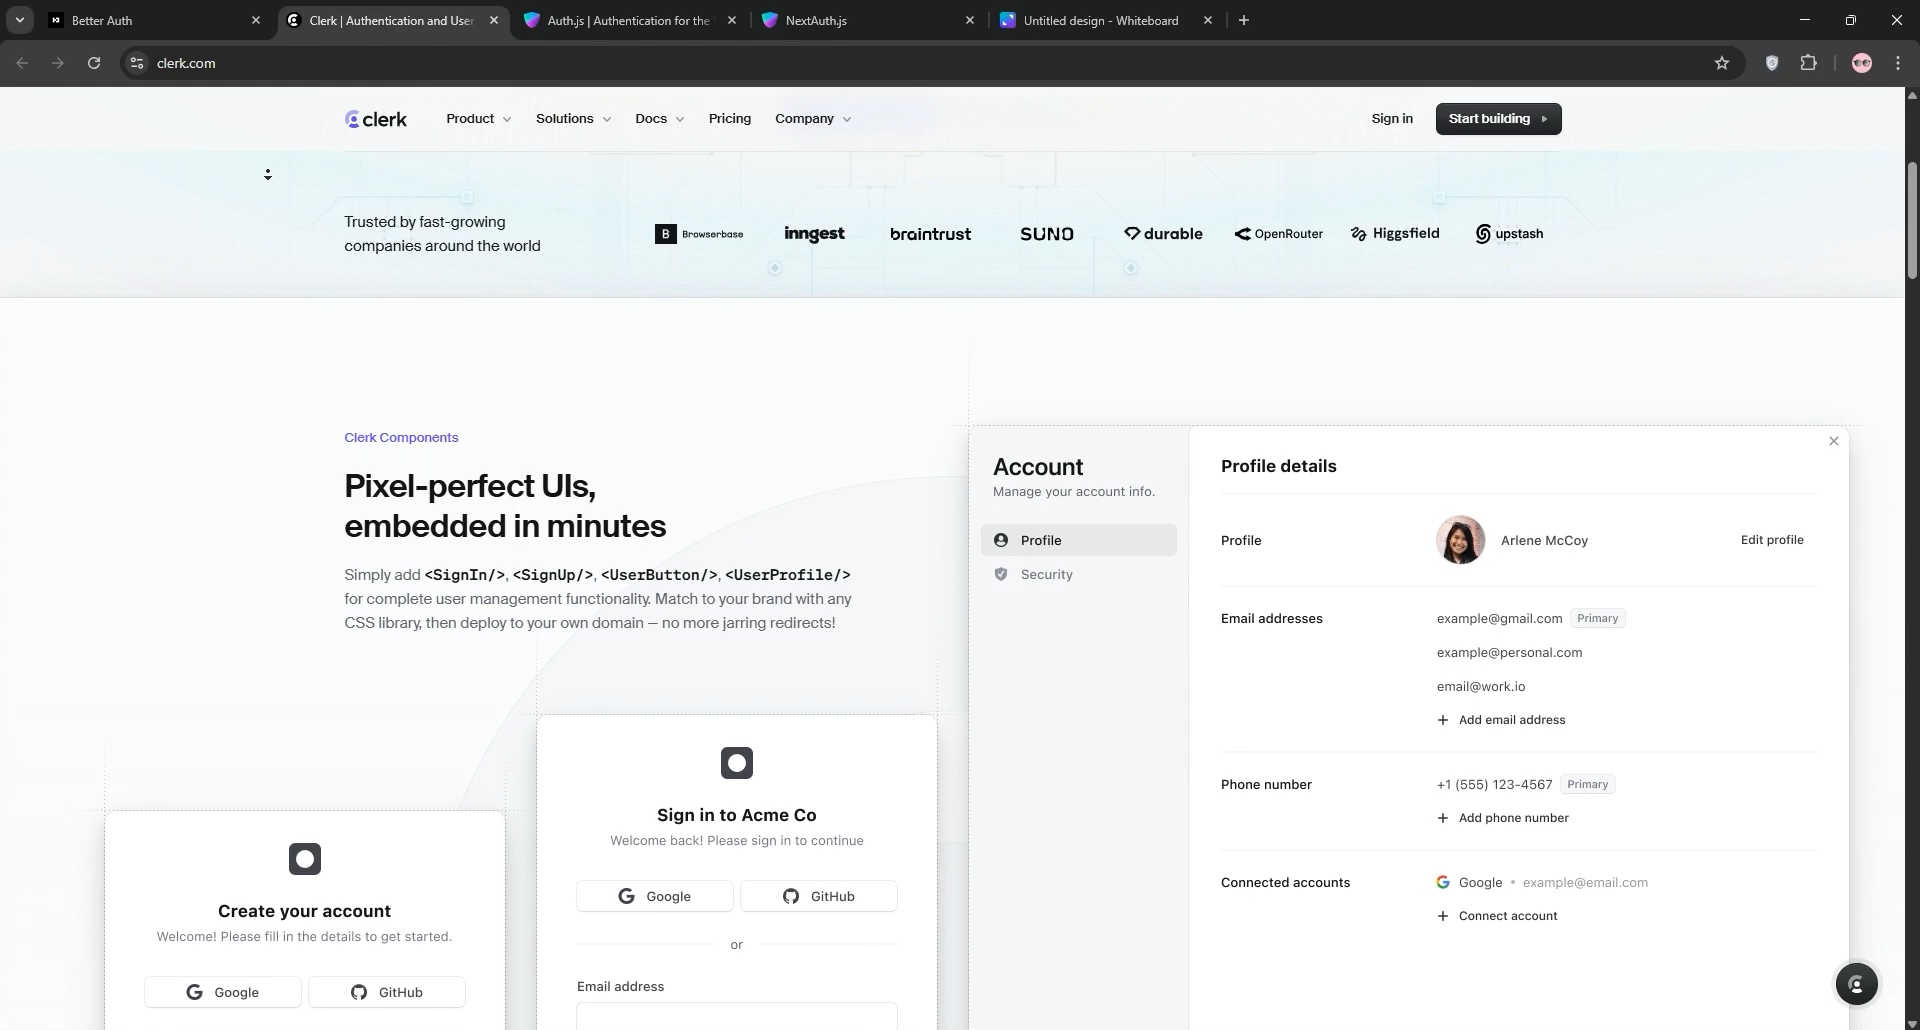 Better Auth
Clerk | Authentication and User
Auth.js | Authentication for the
NextAuth.js
Untitled design - Whiteboard
clerk.com
clerk
Product
Solutions
Docs
Pricing
Company
Sign in
Start building
Trusted by fast-growing
companies around the world
B Browserbase
inngest
braintrust
SUNO
durable
OpenRouter
Higgsfield
upstash
Clerk Components
Pixel-perfect UIs,
embedded in minutes
Simply add <SignIn/>, <SignUp/>, <UserButton/>, <UserProfile/>
for complete user management functionality. Match to your brand with any
CSS library, then deploy to your own domain — no more jarring redirects!
Create your account
Welcome! Please fill in the details to get started.
Google
GitHub
Sign in to Acme Co
Welcome back! Please sign in to continue
Google
GitHub
or
Email address
Account
Manage your account info.
Profile
Security
Profile details
Profile
Arlene McCoy
Edit profile
Email addresses
example@gmail.com Primary
example@personal.com
email@work.io
+ Add email address
Phone number
+1 (555) 123-4567 Primary
+ Add phone number
Connected accounts
Google • example@email.com
+ Connect account